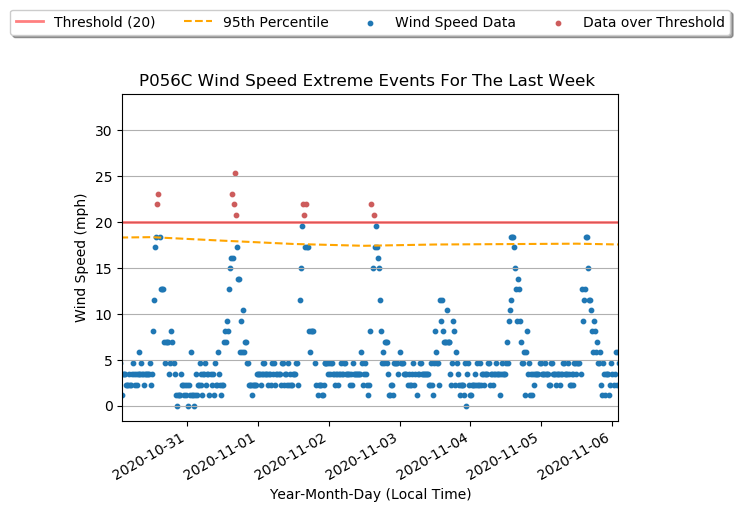 Threshold (20) 95th Percentile Wind Speed Data Data over Threshold
P056C Wind Speed Extreme Events For The Last Week
Wind Speed (mph)
30
25
20
15
10
5
0
2020-10-31 2020-11-01 2020-11-02 2020-11-03 2020-11-04 2020-11-05 2020-11-06
Year-Month-Day (Local Time)